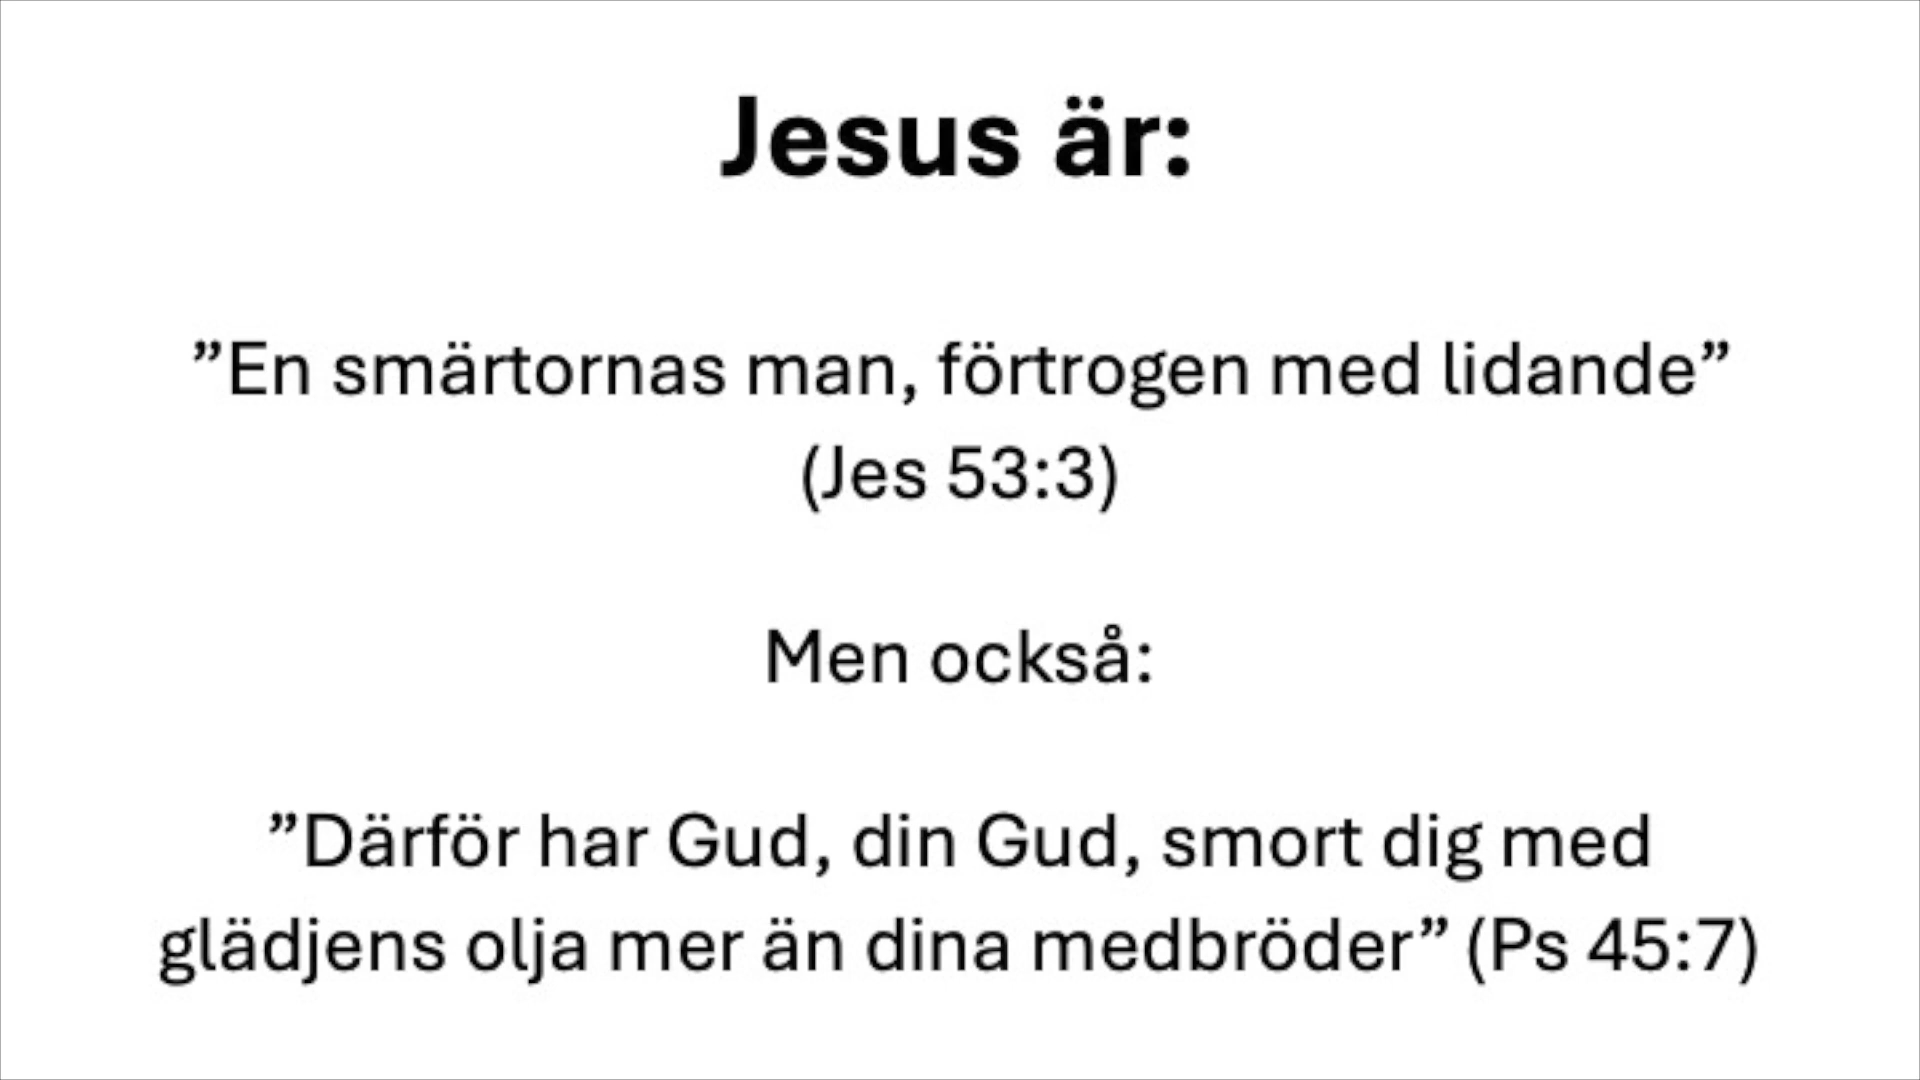 Jesus är:
”En smärtornas man, förtrogen med lidande”
(Jes 53:3)
Men också:
”Därför har Gud, din Gud, smort dig med
glädjens olja mer än dina medbröder” (Ps 45:7)